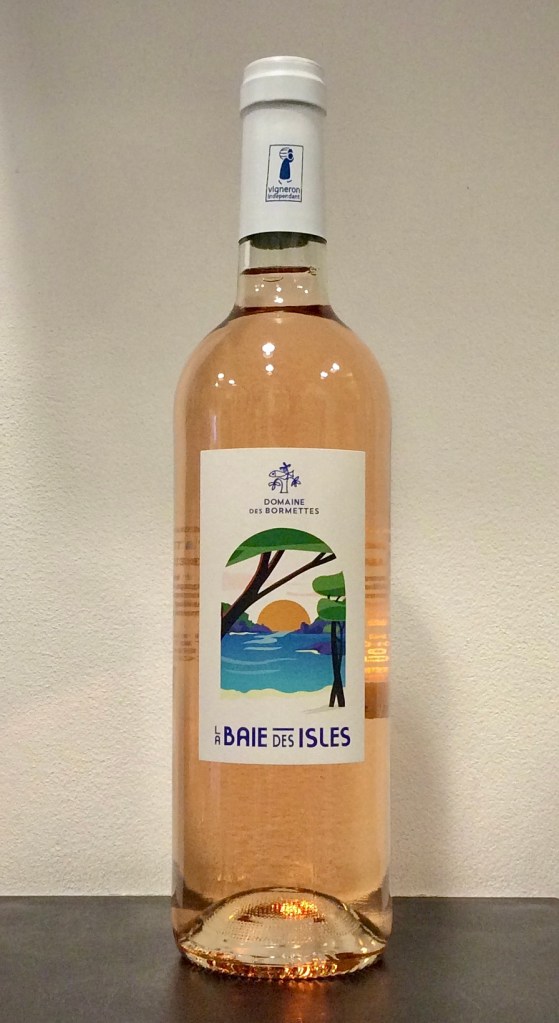 vigneron
indépendant
DOMAINE
DES BORMETTES
LA BAIE DES ISLES